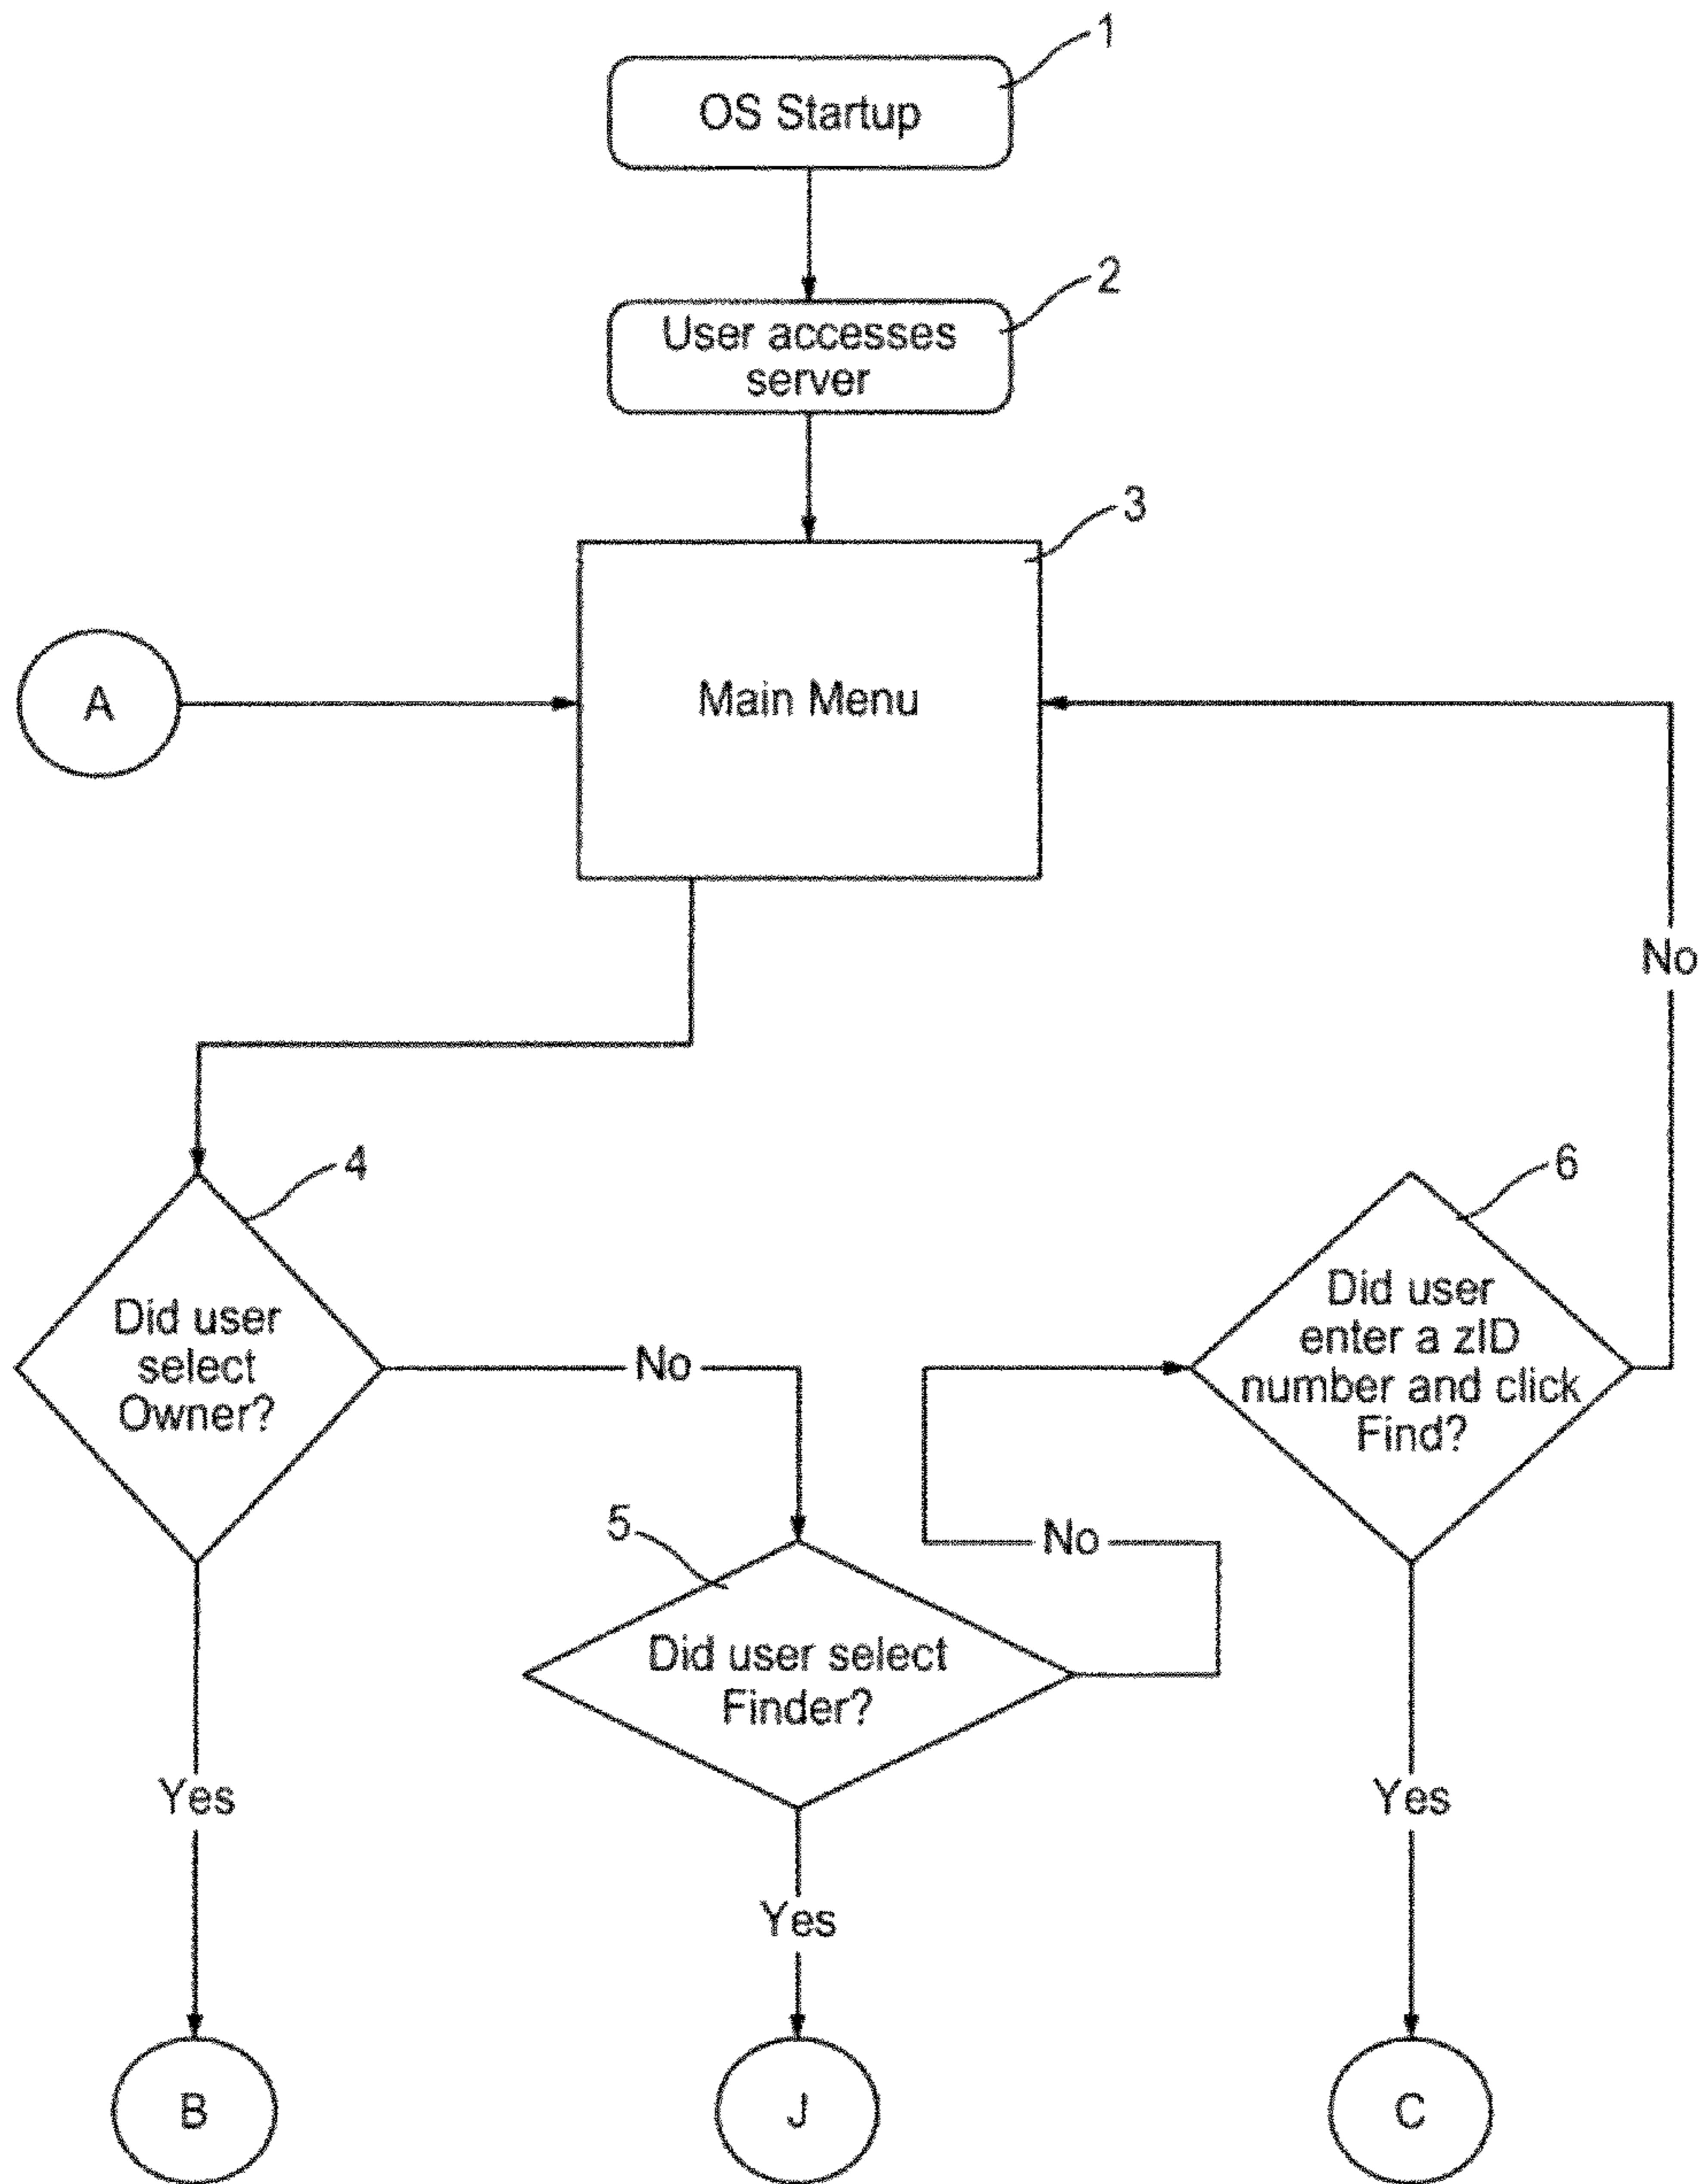 1
OS Startup
2
User accesses
server
3
A
Main Menu
No
4
6
Did user
select
Owner?
No
Did user
enter a zID
number and click
Find?
5
No
Did user select
Finder?
Yes
Yes
Yes
B
J
C